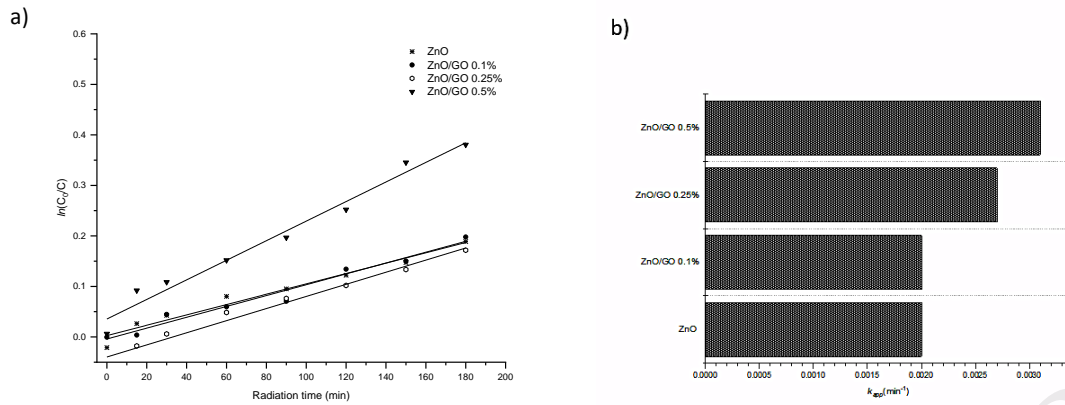 a)
ZnO
ZnO/GO 0.1%
ZnO/GO 0.25%
ZnO/GO 0.5%
0.6
0.5
0.4
0.3
0.2
0.1
0.0
ln(C₀/C)
0 20 40 60 80 100 120 140 160 180 200
Radiation time (min)
b)
ZnO/GO 0.5%
ZnO/GO 0.25%
ZnO/GO 0.1%
ZnO
0.0000 0.0005 0.0010 0.0015 0.0020 0.0025 0.0030
k_app(min⁻¹)